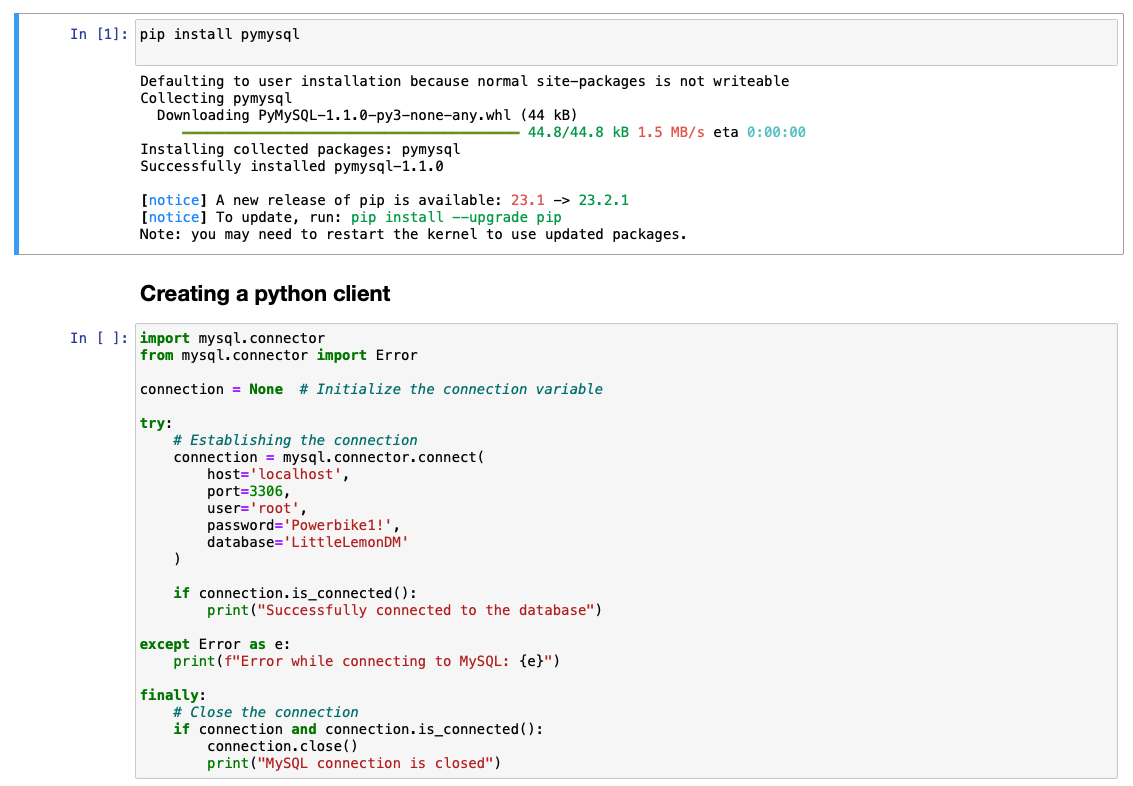 In [1]: pip install pymysql
Defaulting to user installation because normal site-packages is not writeable
Collecting pymysql
  Downloading PyMySQL-1.1.0-py3-none-any.whl (44 kB)
     ━━━━━━━━━━━━━━━━━━━━━━━━━━━━━━━━━━━━━━━━ 44.8/44.8 kB 1.5 MB/s eta 0:00:00
Installing collected packages: pymysql
Successfully installed pymysql-1.1.0
[notice] A new release of pip is available: 23.1 -> 23.2.1
[notice] To update, run: pip install --upgrade pip
Note: you may need to restart the kernel to use updated packages.
Creating a python client
In [ ]: import mysql.connector
from mysql.connector import Error
connection = None  # Initialize the connection variable
try:
    # Establishing the connection
    connection = mysql.connector.connect(
        host='localhost',
        port=3306,
        user='root',
        password='Powerbike1!',
        database='LittleLemonDM'
    )
    if connection.is_connected():
        print("Successfully connected to the database")
except Error as e:
    print(f"Error while connecting to MySQL: {e}")
finally:
    # Close the connection
    if connection and connection.is_connected():
        connection.close()
        print("MySQL connection is closed")